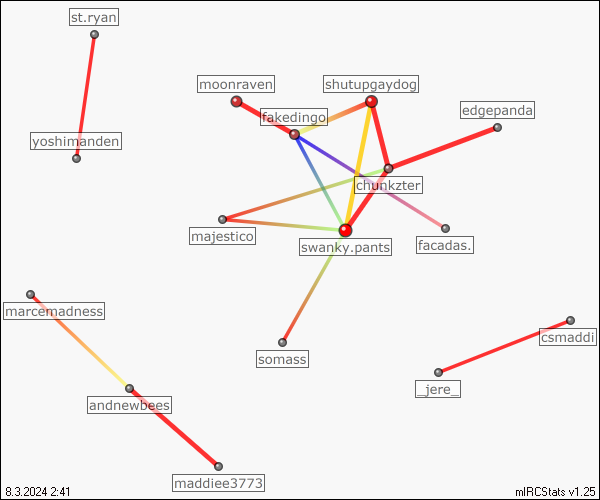 st.ryan
moonraven
shutupgaydog
edgepanda
fakedingo
yoshimanden
chunkzter
majestico
swanky.pants
facadas.
marcemadness
csmaddi
somass
_jere_
andnewbees
maddiee3773
8.3.2024 2:41
mIRCStats v1.25